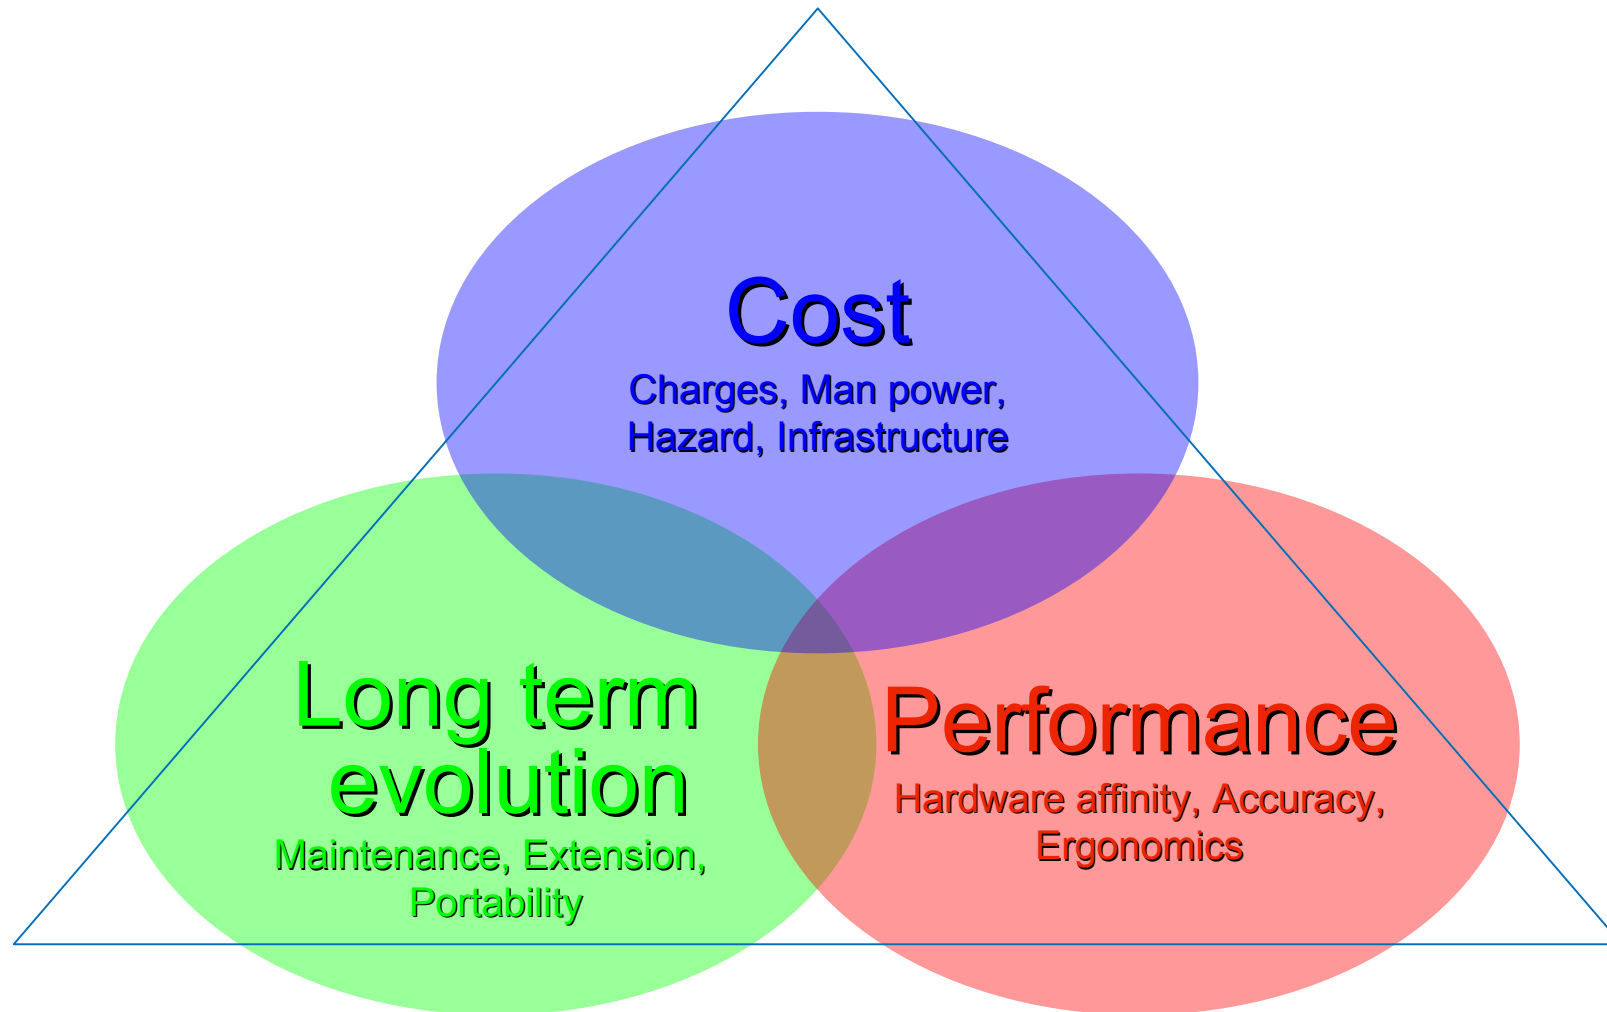 Cost
Charges, Man power,
Hazard, Infrastructure
Long term
evolution
Maintenance, Extension,
Portability
Performance
Hardware affinity, Accuracy,
Ergonomics